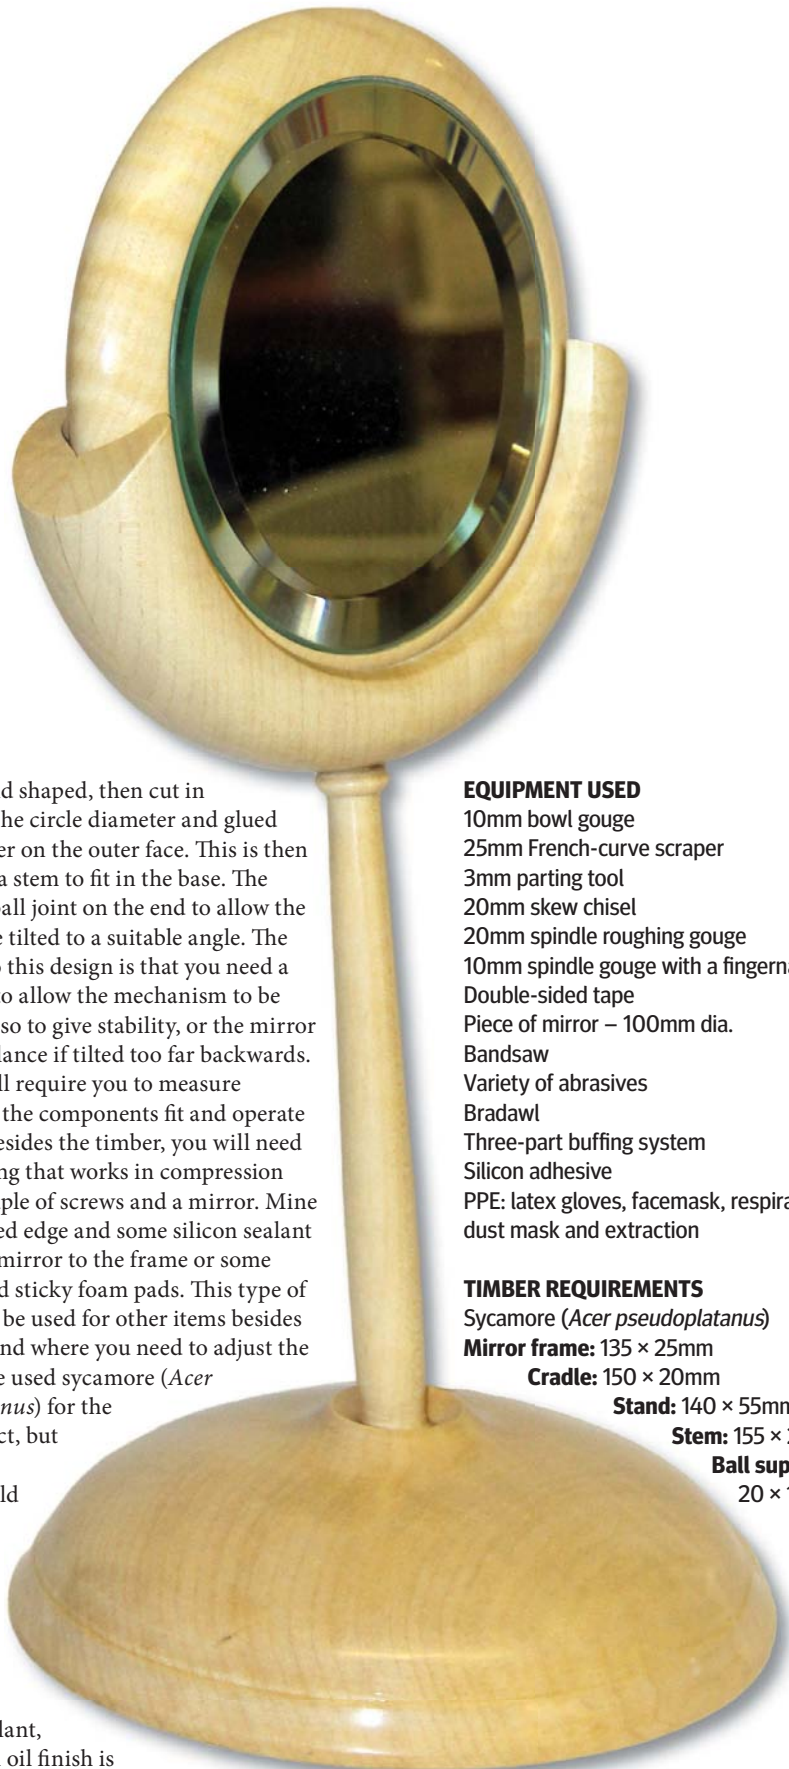 d shaped, then cut in
he circle diameter and glued
er on the outer face. This is then
a stem to fit in the base. The
all joint on the end to allow the
e tilted to a suitable angle. The
this design is that you need a
to allow the mechanism to be
so to give stability, or the mirror
lance if tilted too far backwards.
ll require you to measure
the components fit and operate
esides the timber, you will need
ng that works in compression
ple of screws and a mirror. Mine
ed edge and some silicon sealant
mirror to the frame or some
d sticky foam pads. This type of
be used for other items besides
nd where you need to adjust the
e used sycamore (Acer
nus) for the
ct, but
ld
lant,
oil finish is
EQUIPMENT USED
10mm bowl gouge
25mm French-curve scraper
3mm parting tool
20mm skew chisel
20mm spindle roughing gouge
10mm spindle gouge with a fingerna
Double-sided tape
Piece of mirror – 100mm dia.
Bandsaw
Variety of abrasives
Bradawl
Three-part buffing system
Silicon adhesive
PPE: latex gloves, facemask, respira
dust mask and extraction
TIMBER REQUIREMENTS
Sycamore (Acer pseudoplatanus)
Mirror frame: 135 × 25mm
Cradle: 150 × 20mm
Stand: 140 × 55mm
Stem: 155 × 2
Ball sup
20 × 1